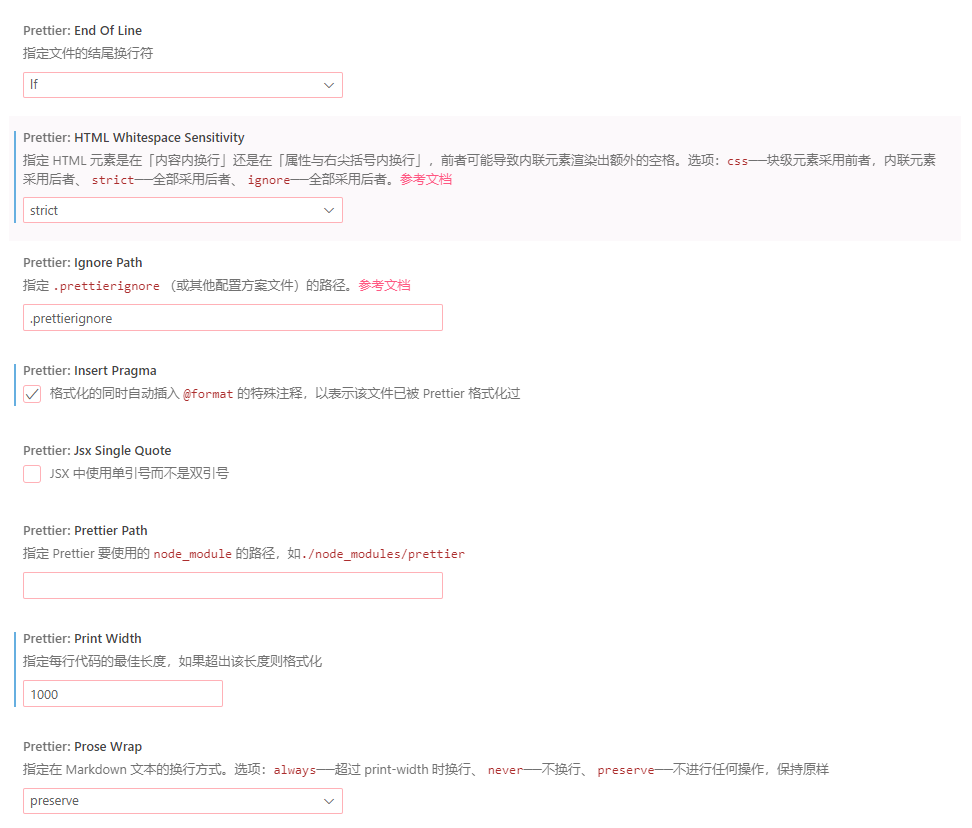 Prettier: End Of Line
指定文件的结尾换行符
lf
Prettier: HTML Whitespace Sensitivity
指定 HTML 元素是在「内容内换行」还是在「属性与右尖括号内换行」，前者可能导致内联元素渲染出额外的空格。选项：css——块级元素采用前者，内联元素
采用后者、 strict——全部采用后者、 ignore——全部采用后者。参考文档
strict
Prettier: Ignore Path
指定 .prettierignore （或其他配置方案文件）的路径。参考文档
.prettierignore
Prettier: Insert Pragma
格式化的同时自动插入 @format 的特殊注释，以表示该文件已被 Prettier 格式化过
Prettier: Jsx Single Quote
JSX 中使用单引号而不是双引号
Prettier: Prettier Path
指定 Prettier 要使用的 node_module 的路径，如./node_modules/prettier
Prettier: Print Width
指定每行代码的最佳长度，如果超出该长度则格式化
1000
Prettier: Prose Wrap
指定在 Markdown 文本的换行方式。选项：always——超过 print-width 时换行、 never——不换行、 preserve——不进行任何操作，保持原样
preserve